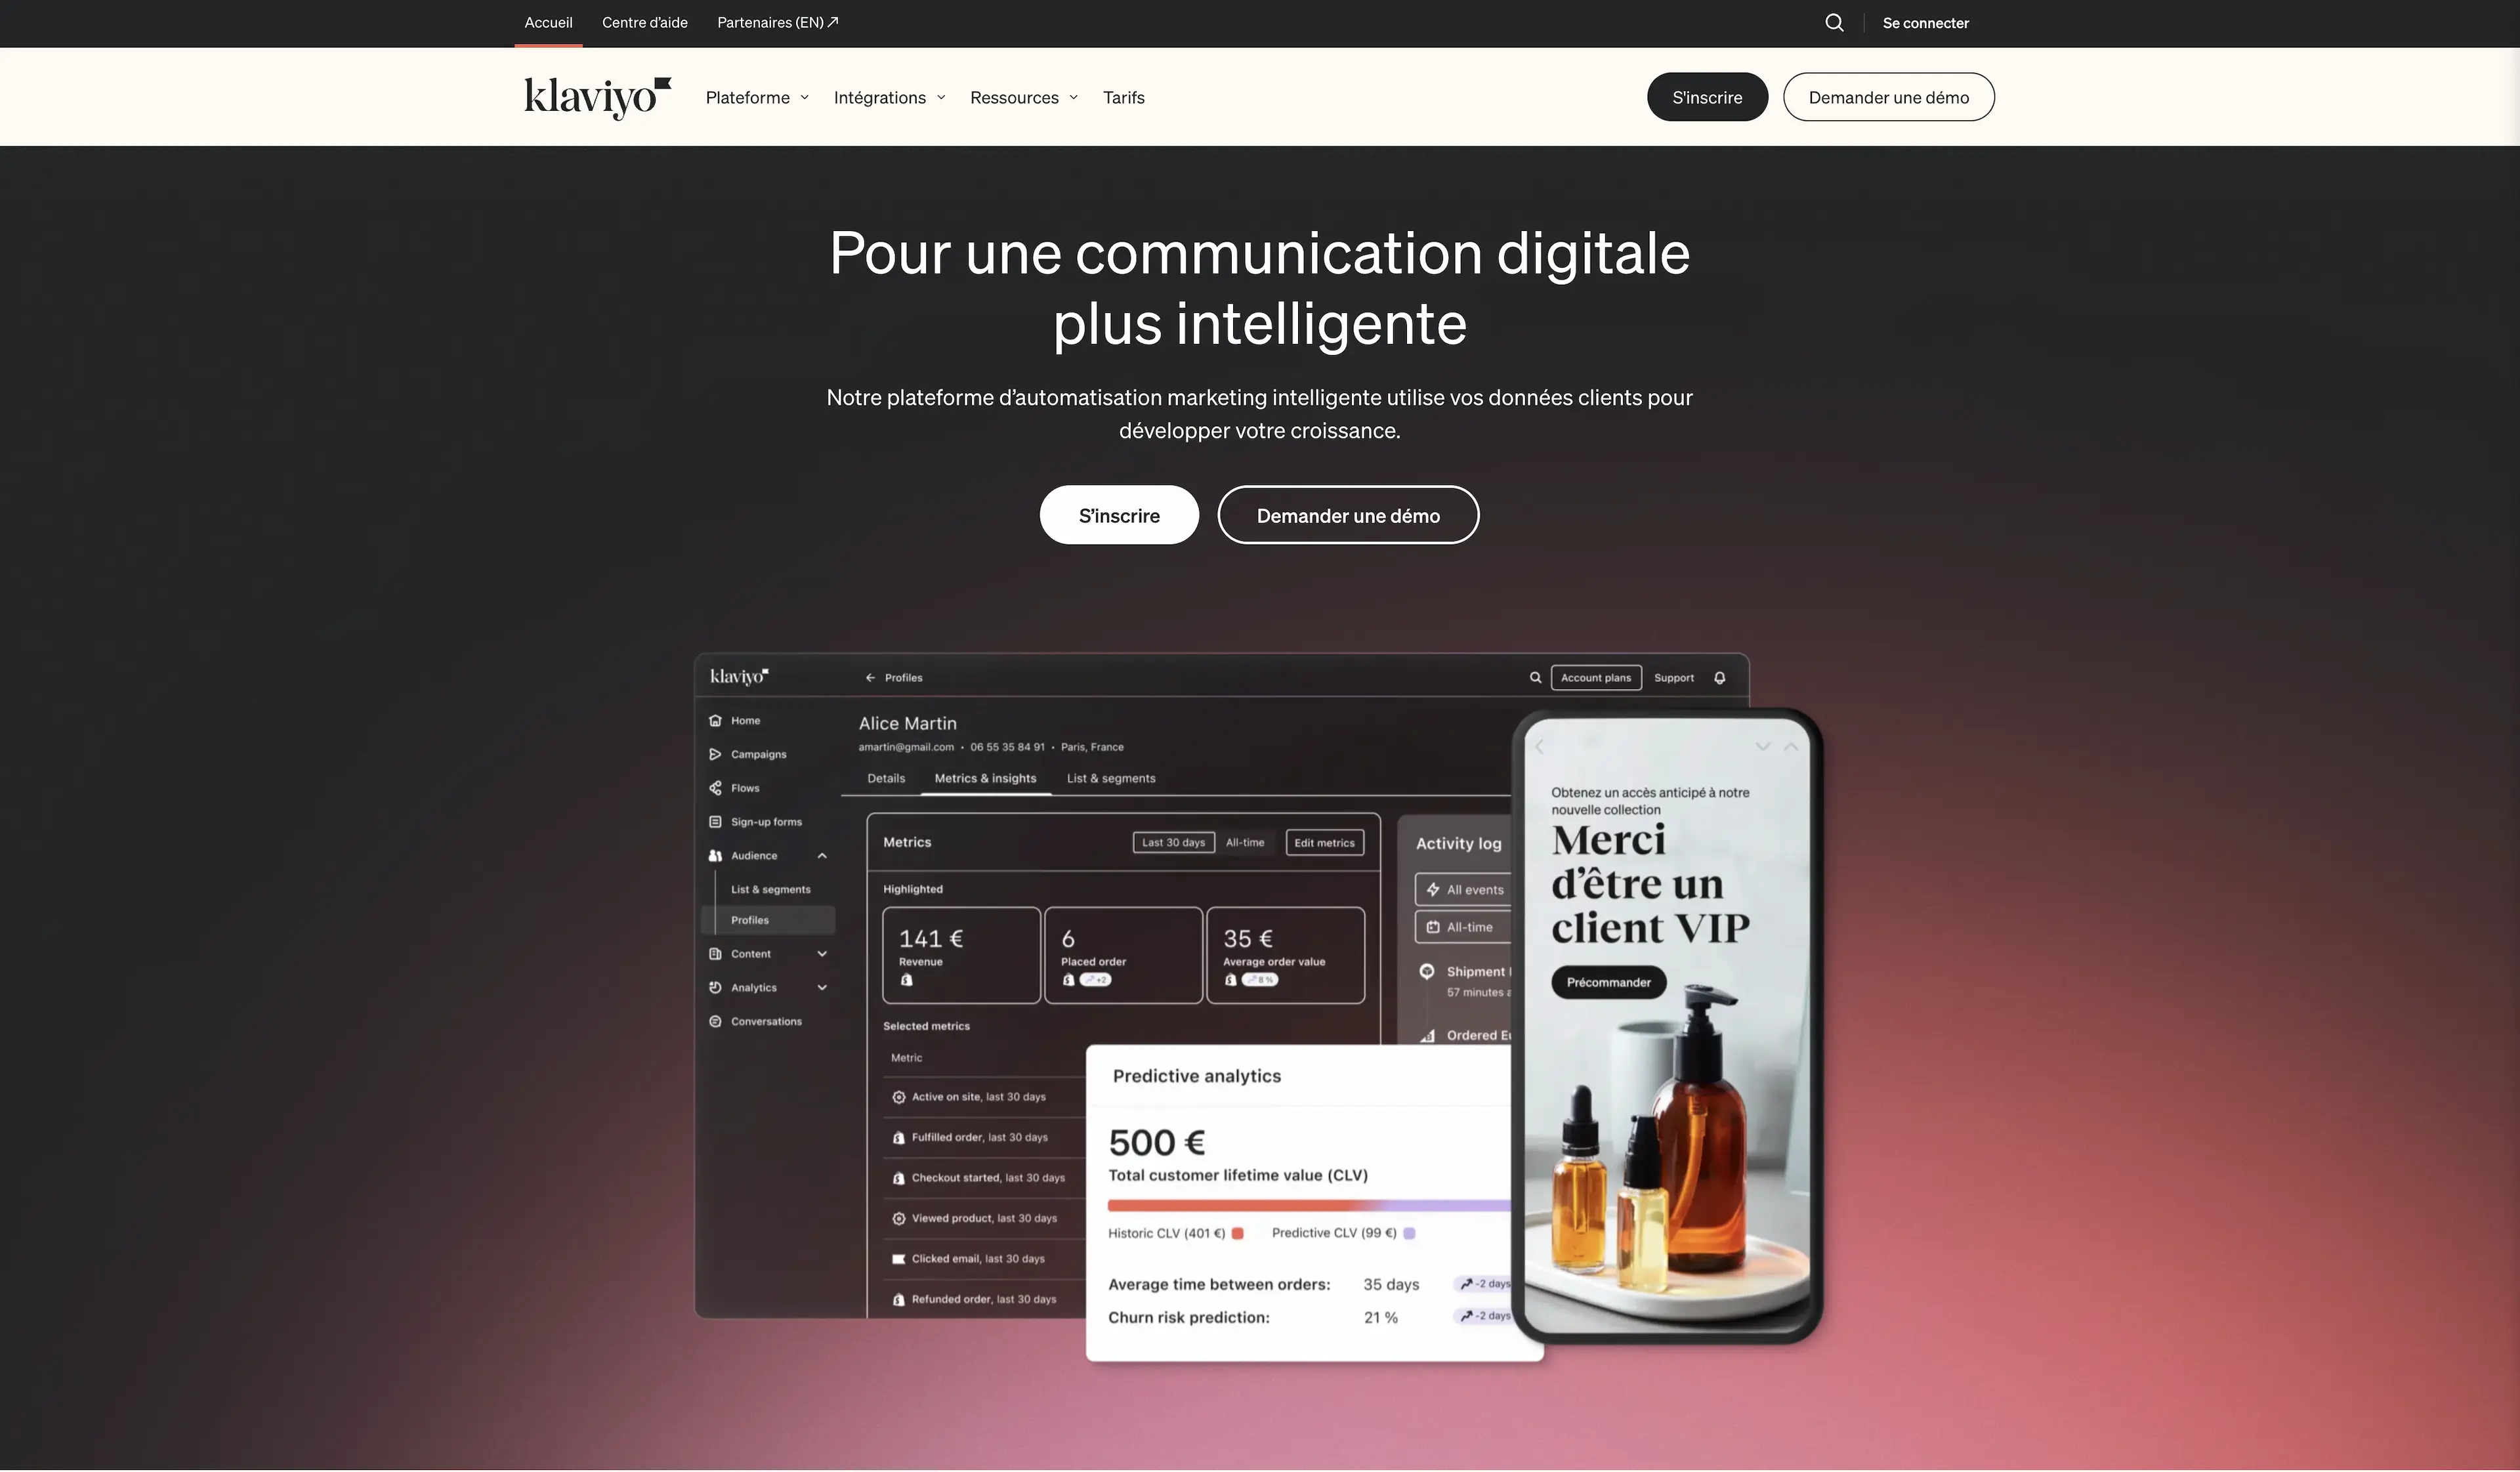 Accueil
Centre d’aide
Partenaires (EN)
Se connecter
klaviyo
Plateforme
Intégrations
Ressources
Tarifs
S'inscrire
Demander une démo
Pour une communication digitale
plus intelligente
Notre plateforme d’automatisation marketing intelligente utilise vos données clients pour
développer votre croissance.
S’inscrire
Demander une démo
klaviyo
Profiles
Account plans
Support
Home
Campaigns
Flows
Sign-up forms
Audience
List & segments
Profiles
Content
Analytics
Conversations
Alice Martin
amartin@gmail.com • 06 55 35 84 91 • Paris, France
Details
Metrics & insights
List & segments
Metrics
Last 30 days
All-time
Edit metrics
Highlighted
141 €
Revenue
6
Placed order
+2
35 €
Average order value
8 %
Selected metrics
Metric
Active on site, last 30 days
Fulfilled order, last 30 days
Checkout started, last 30 days
Viewed product, last 30 days
Clicked email, last 30 days
Refunded order, last 30 days
Activity log
All events
All-time
Shipment
57 minutes
Ordered
Predictive analytics
500 €
Total customer lifetime value (CLV)
Historic CLV (401 €)
Predictive CLV (99 €)
Average time between orders: 35 days -2 days
Churn risk prediction: 21 % -2 days
Obtenez un accès anticipé à notre
nouvelle collection
Merci
d’être un
client VIP
Précommander